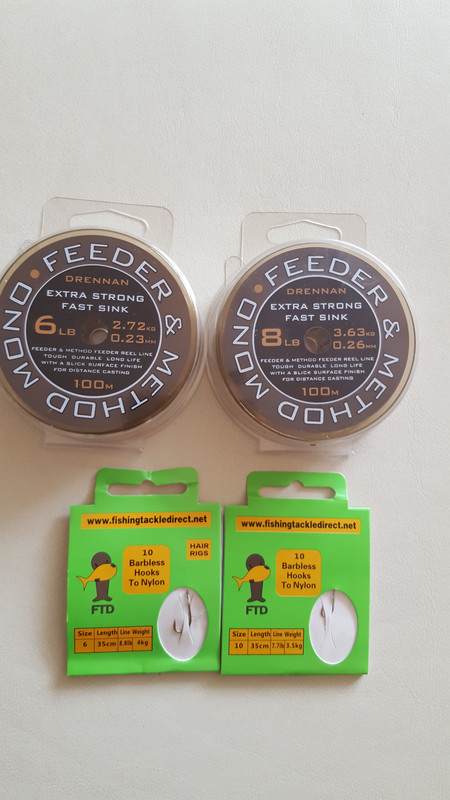 FEEDER & METHOD MONO
DRENNAN
EXTRA STRONG
FAST SINK
6LB
2.72KG
0.23MM
FEEDER & METHOD FEEDER REEL LINE
TOUGH DURABLE LONG LIFE
WITH A SLICK SURFACE FINISH
FOR DISTANCE CASTING
100M
FEEDER & METHOD MONO
DRENNAN
EXTRA STRONG
FAST SINK
8LB
3.63KG
0.26MM
FEEDER & METHOD FEEDER REEL LINE
TOUGH DURABLE LONG LIFE
WITH A SLICK SURFACE FINISH
FOR DISTANCE CASTING
100M
www.fishingtackledirect.net
10
Barbless
Hooks
To Nylon
HAIR
RIGS
FTD
Size Length Line Weight
6 35cm 8.8lb 4kg
www.fishingtackledirect.net
10
Barbless
Hooks
To Nylon
FTD
Size Length Line Weight
10 35cm 7.7lb 3.5kg